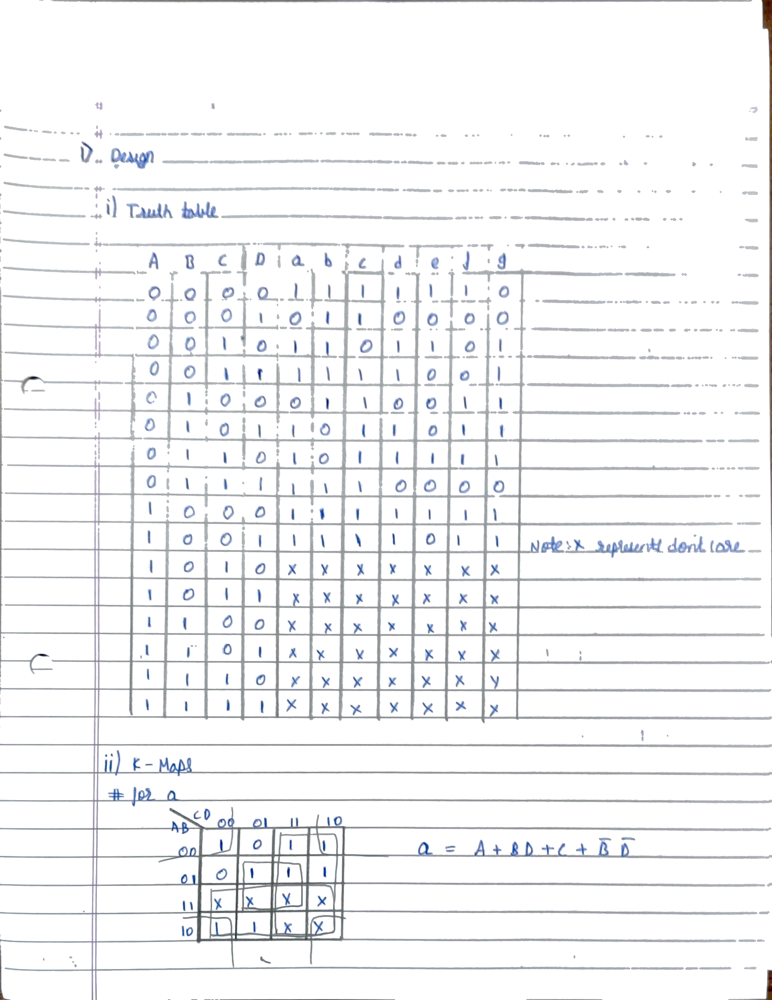 1) Design
i) Truth table
A B C D a b c d e f g
0 0 0 0 1 1 1 1 1 1 0
0 0 0 1 0 1 1 0 0 0 0
0 0 1 0 1 1 0 1 1 0 1
0 0 1 1 1 1 1 1 0 0 1
0 1 0 0 0 1 1 0 0 1 1
0 1 0 1 1 0 1 1 0 1 1
0 1 1 0 1 0 1 1 1 1 1
0 1 1 1 1 1 1 0 0 0 0
1 0 0 0 1 1 1 1 1 1 1
1 0 0 1 1 1 1 1 0 1 1 Note: x represents dont care
1 0 1 0 x x x x x x x
1 0 1 1 x x x x x x x
1 1 0 0 x x x x x x x
1 1 0 1 x x x x x x x
1 1 1 0 x x x x x x x
1 1 1 1 x x x x x x x
ii) K-Maps
# for a
CD 00 01 11 10
AB
00 1 0 1 1 a = A + BD + C + B̅ D̅
01 0 1 1 1
11 x x x x
10 1 1 x x